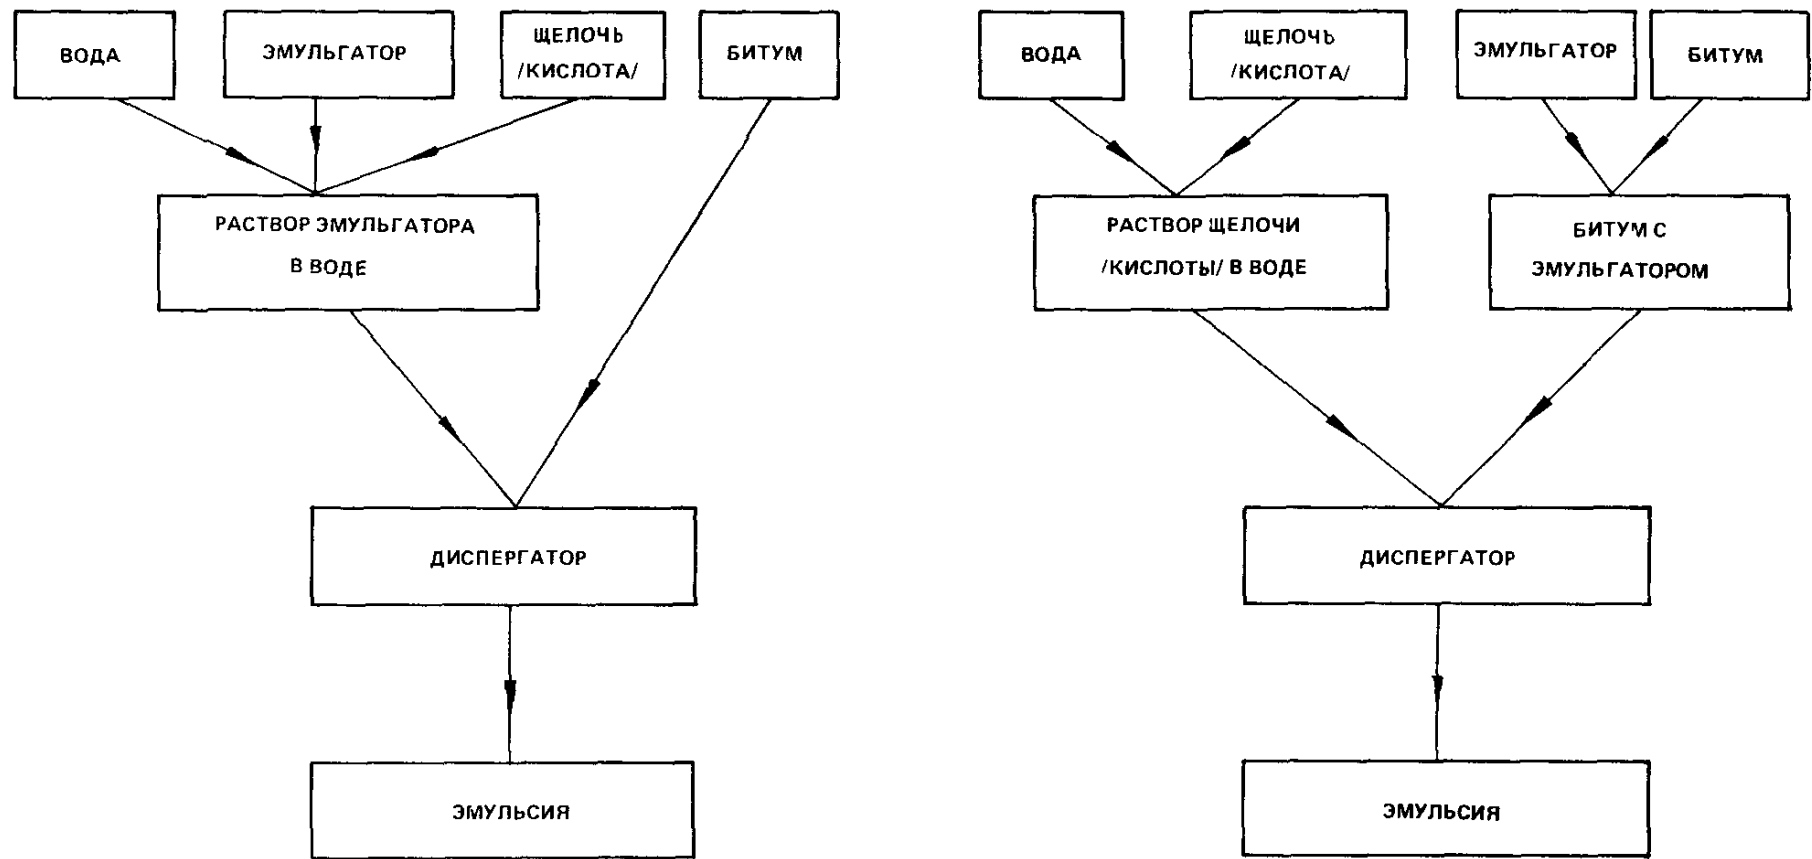 ВОДА
ЭМУЛЬГАТОР
ЩЕЛОЧЬ
/КИСЛОТА/
БИТУМ
РАСТВОР ЭМУЛЬГАТОРА
В ВОДЕ
ДИСПЕРГАТОР
ЭМУЛЬСИЯ
ВОДА
ЩЕЛОЧЬ
/КИСЛОТА/
ЭМУЛЬГАТОР
БИТУМ
РАСТВОР ЩЕЛОЧИ
/КИСЛОТЫ/ В ВОДЕ
БИТУМ С
ЭМУЛЬГАТОРОМ
ДИСПЕРГАТОР
ЭМУЛЬСИЯ